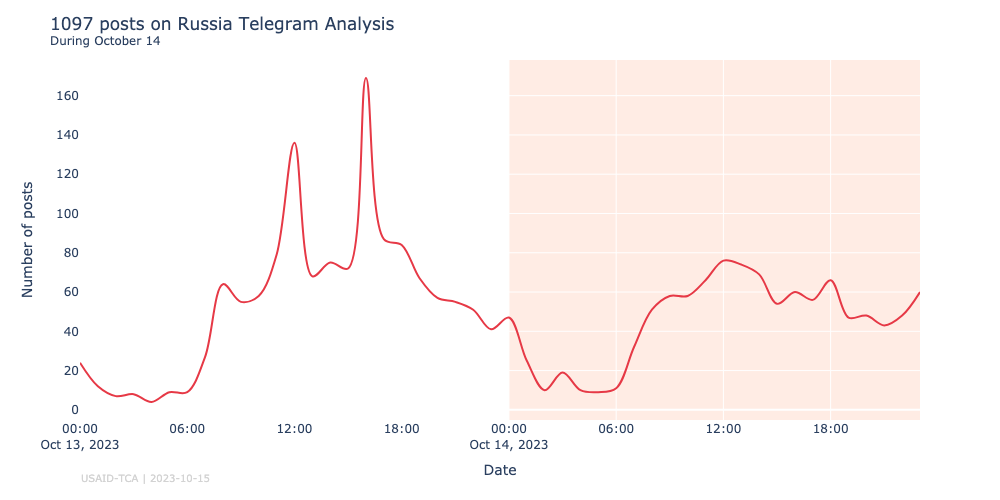 1097 posts on Russia Telegram Analysis
During October 14
Number of posts
160
140
120
100
80
60
40
20
0
00:00 06:00 12:00 18:00 00:00 06:00 12:00 18:00
Oct 13, 2023 Oct 14, 2023
Date
USAID-TCA | 2023-10-15